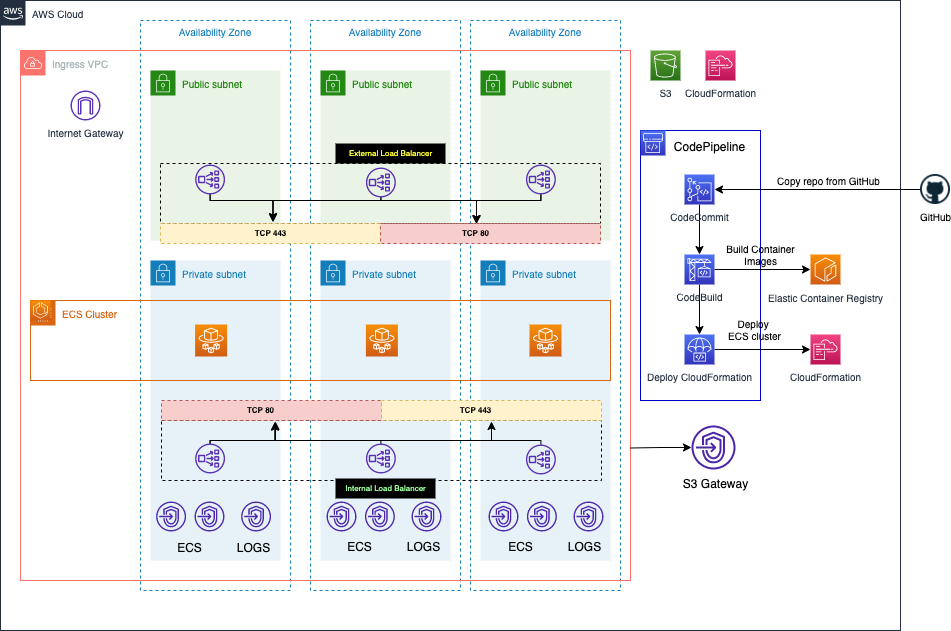 aws
AWS Cloud
Availability Zone
Availability Zone
Availability Zone
Ingress VPC
Internet Gateway
Public subnet
Public subnet
Public subnet
External Load Balancer
TCP 443
TCP 80
Private subnet
Private subnet
Private subnet
ECS Cluster
TCP 80
TCP 443
Internal Load Balancer
ECS
LOGS
ECS
LOGS
ECS
LOGS
S3
CloudFormation
CodePipeline
Copy repo from GitHub
GitHub
CodeCommit
Build Container
Images
CodeBuild
Elastic Container Registry
Deploy
ECS cluster
Deploy CloudFormation
CloudFormation
S3 Gateway